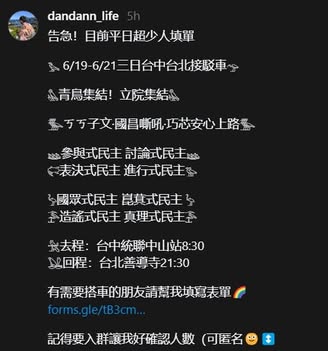 dandann_life 5h
告急！目前平日超少人填單
6/19-6/21三日台中台北接駁車
青鳥集結！立院集結
ㄎㄎ子文·國昌嘶吼·巧芯安心上路
參與式民主 討論式民主
表決式民主 進行式民主
國眾式民主 崑萁式民主
造謠式民主 真理式民主
去程：台中統聯中山站8:30
回程：台北善導寺21:30
有需要搭車的朋友請幫我填寫表單🌈
forms.gle/tB3cm...
記得要入群讓我好確認人數（可匿名